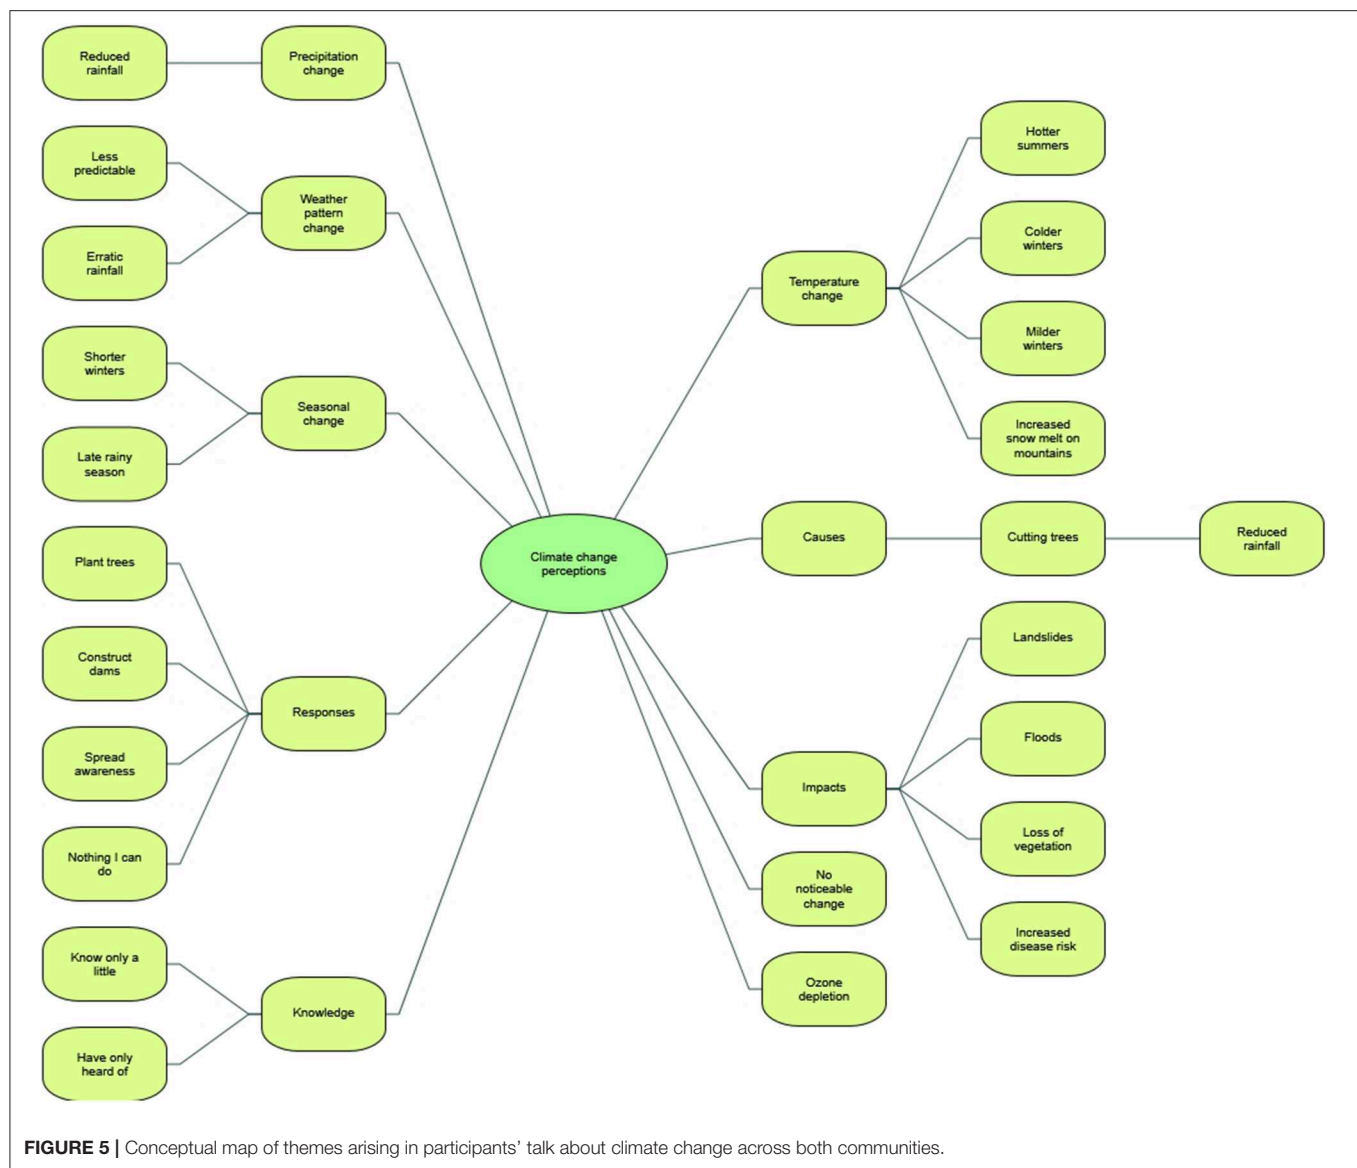 Reduced
rainfall
Precipitation
change
Less
predictable
Erratic
rainfall
Weather
pattern
change
Shorter
winters
Late rainy
season
Seasonal
change
Plant trees
Construct
dams
Spread
awareness
Nothing I can
do
Responses
Know only a
little
Have only
heard of
Knowledge
Climate change
perceptions
Temperature
change
Hotter
summers
Colder
winters
Milder
winters
Increased
snow melt on
mountains
Causes
Cutting trees
Reduced
rainfall
Impacts
Landslides
Floods
Loss of
vegetation
Increased
disease risk
No
noticeable
change
Ozone
depletion
FIGURE 5 | Conceptual map of themes arising in participants' talk about climate change across both communities.